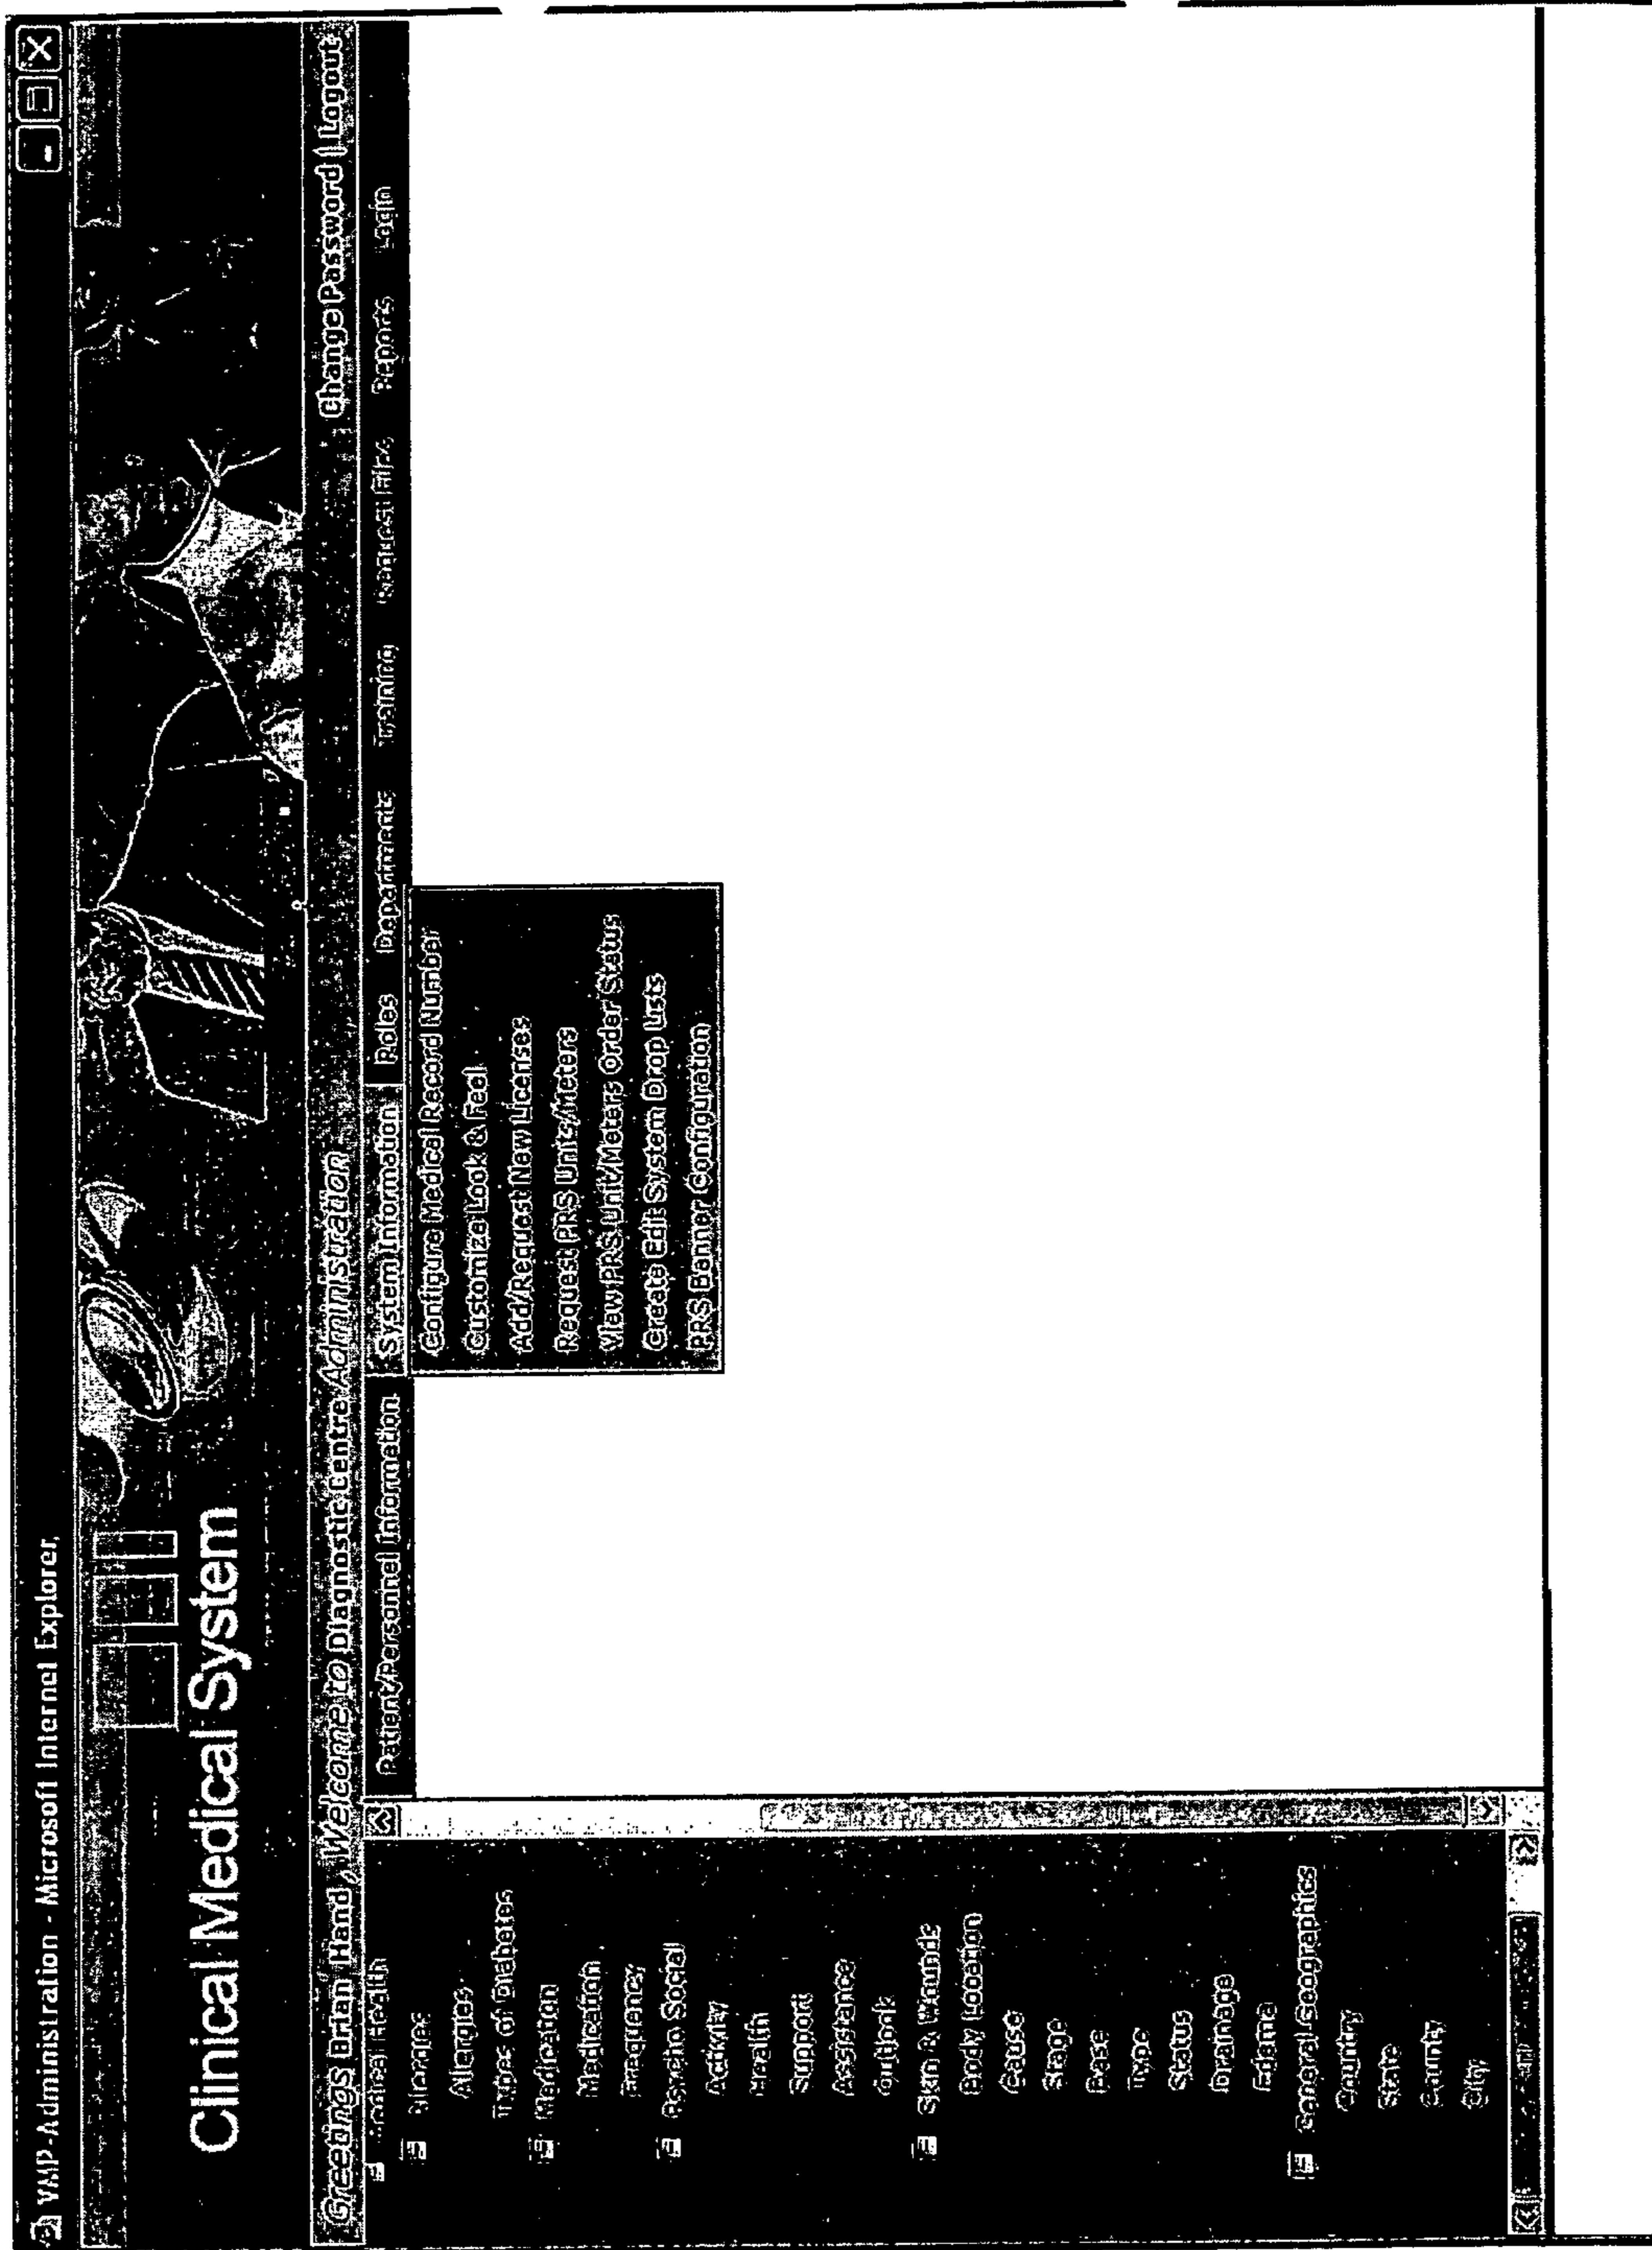 VMP-Administration - Microsoft Internet Explorer
Clinical Medical System
Greetings Brian Hand, Welcome to Diagnostic Centre Administration
Change Password | Logout
Patient/Personnel Information System Information Roles Departments Training Request Files Reports Login
Configure Medical Record Number
Customize Look & Feel
Add/Request New Licenses
Request PRS Units/Meters
View PRS Unit/Meters Order Status
Create Edit System Drop Lists
PRS Banner Configuration
Health
Allergies
Allergies
Types of Diabetes
Medication
Medication
Frequency
Psycho Social
Activity
Health
Support
Assistance
Outlook
Skin & Wounds
Body Location
Cause
Stage
Base
Type
Status
Drainage
Edema
General Geographics
Country
State
County
City